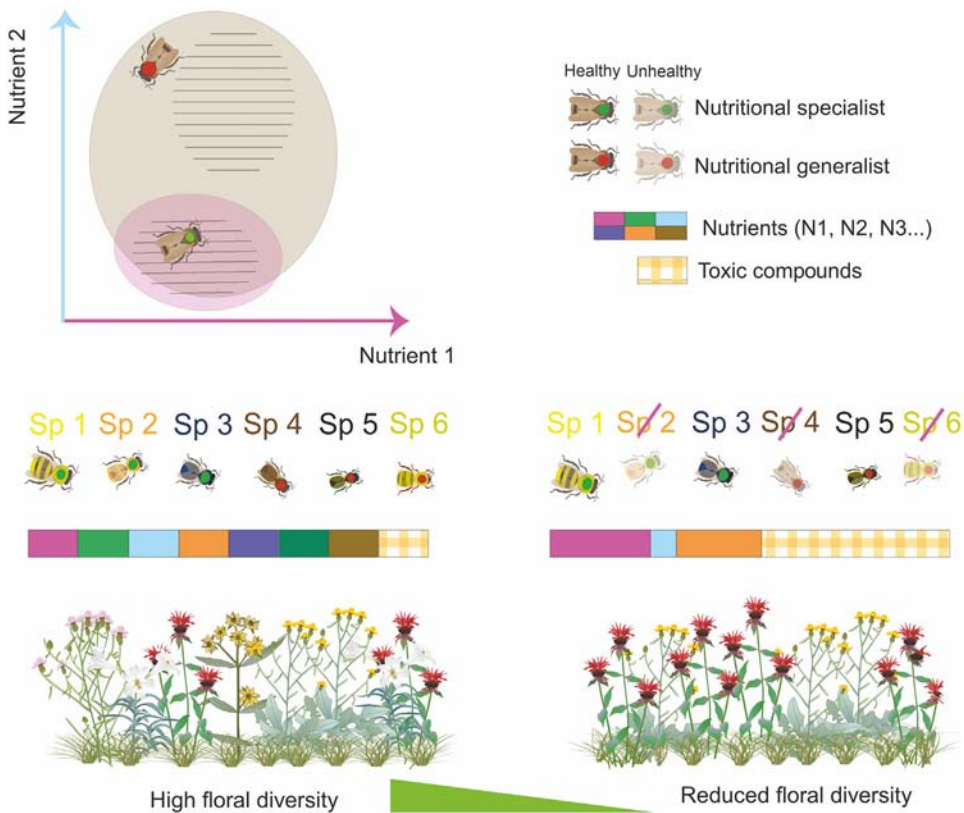 Nutrient 2
Nutrient 1
Healthy Unhealthy
Nutritional specialist
Nutritional generalist
Nutrients (N1, N2, N3...)
Toxic compounds
Sp 1 Sp 2 Sp 3 Sp 4 Sp 5 Sp 6
Sp 1 Sp 2 Sp 3 Sp 4 Sp 5 Sp 6
High floral diversity
Reduced floral diversity